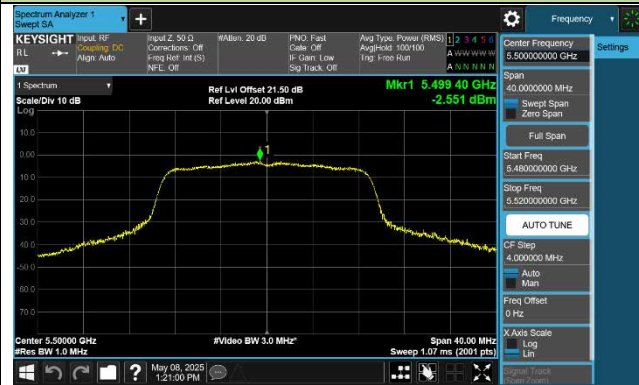 Spectrum Analyzer 1
Swept SA
Frequency
KEYSIGHT
RL
LXI
Input: RF
Coupling: DC
Align: Auto
Input Z: 50 Ω
Corrections: Off
Freq Ref: Int (S)
NFE: Off
#Atten: 20 dB
PNO: Fast
Gate: Off
IF Gain: Low
Sig Track: Off
Avg Type: Power (RMS)
Avg|Hold: 100/100
Trig: Free Run
1 2 3 4 5 6
A W W W W W
A N N N N N
1 Spectrum
Scale/Div 10 dB
Log
Ref Lvl Offset 21.50 dB
Ref Level 20.00 dBm
Mkr1 5.499 40 GHz
-2.551 dBm
1
10.0
0.00
10.0
20.0
30.0
40.0
-50.0
60.0
70.0
Center 5.50000 GHz
#Res BW 1.0 MHz
#Video BW 3.0 MHz*
Span 40.00 MHz
Sweep 1.07 ms (2001 pts)
Center Frequency
5.500000000 GHz
Settings
Span
40.0000000 MHz
Swept Span
Zero Span
Full Span
Start Freq
5.480000000 GHz
Stop Freq
5.520000000 GHz
AUTO TUNE
CF Step
4.000000 MHz
Auto
Man
Freq Offset
0 Hz
X Axis Scale
Log
Lin
Signal Track
(Span Zoom)
?
May 08, 2025
1:21:00 PM